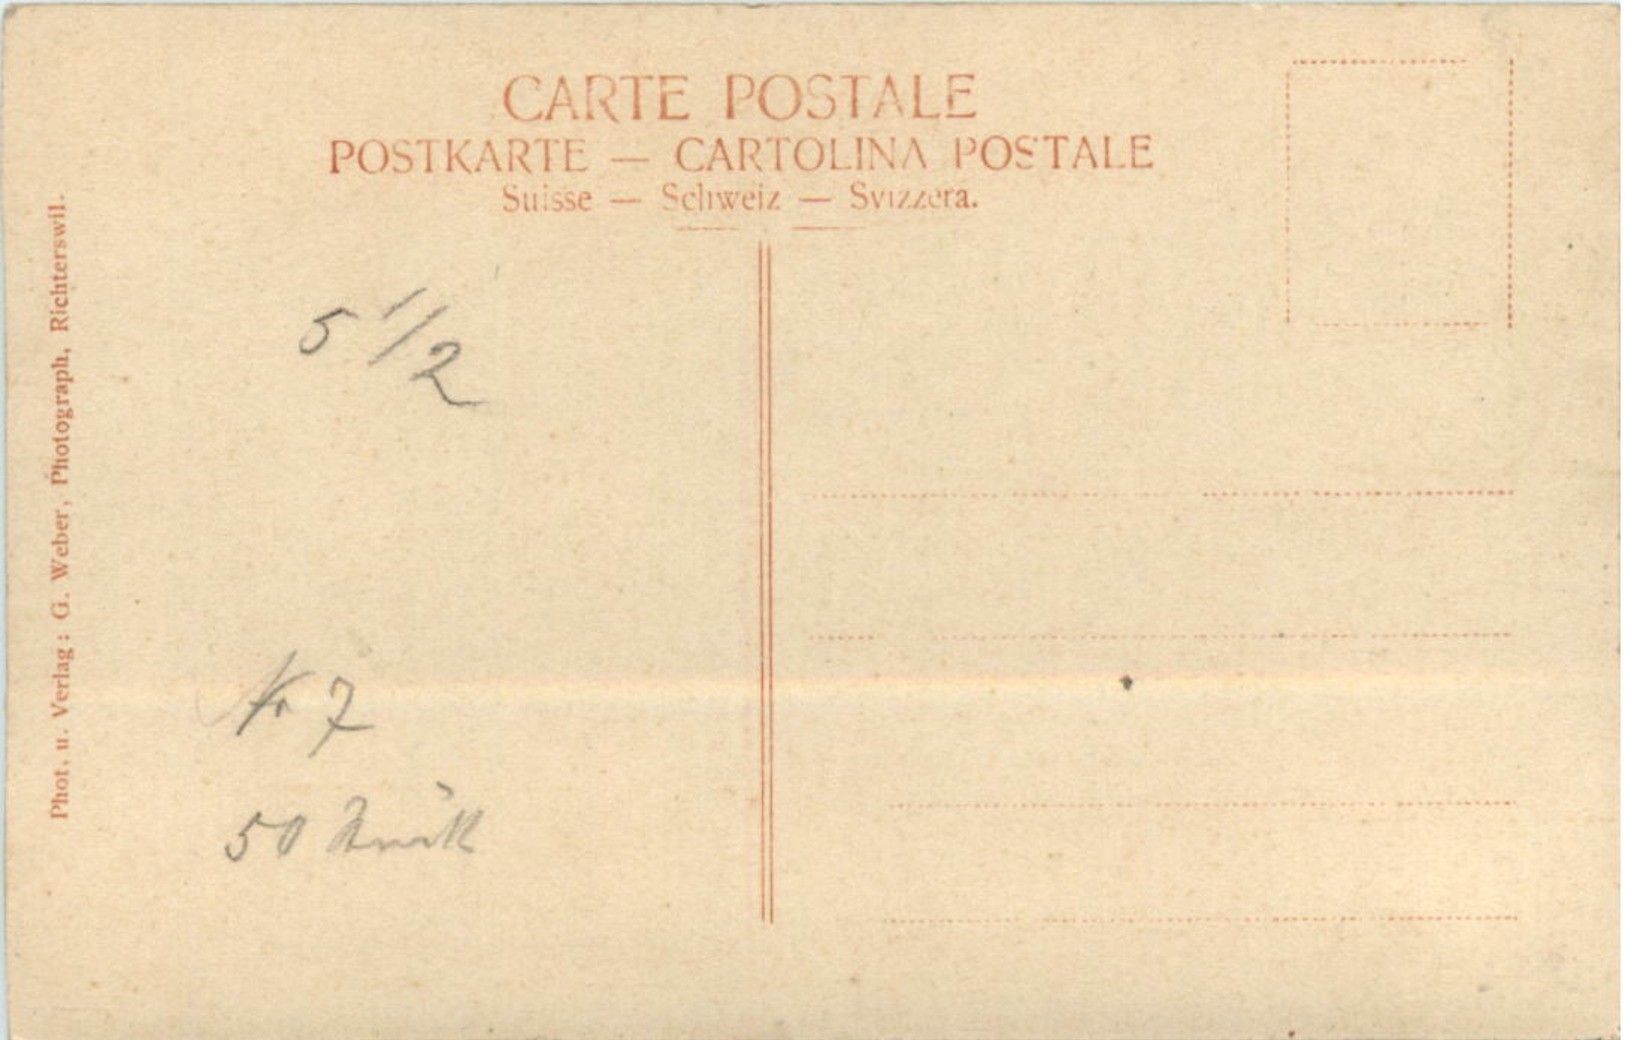 CARTE POSTALE
POSTKARTE — CARTOLINA POSTALE
Suisse — Schweiz — Svizzera.
Phot. u. Verlag: G. Weber, Photograph, Richterswil.
5 1/2
7
50